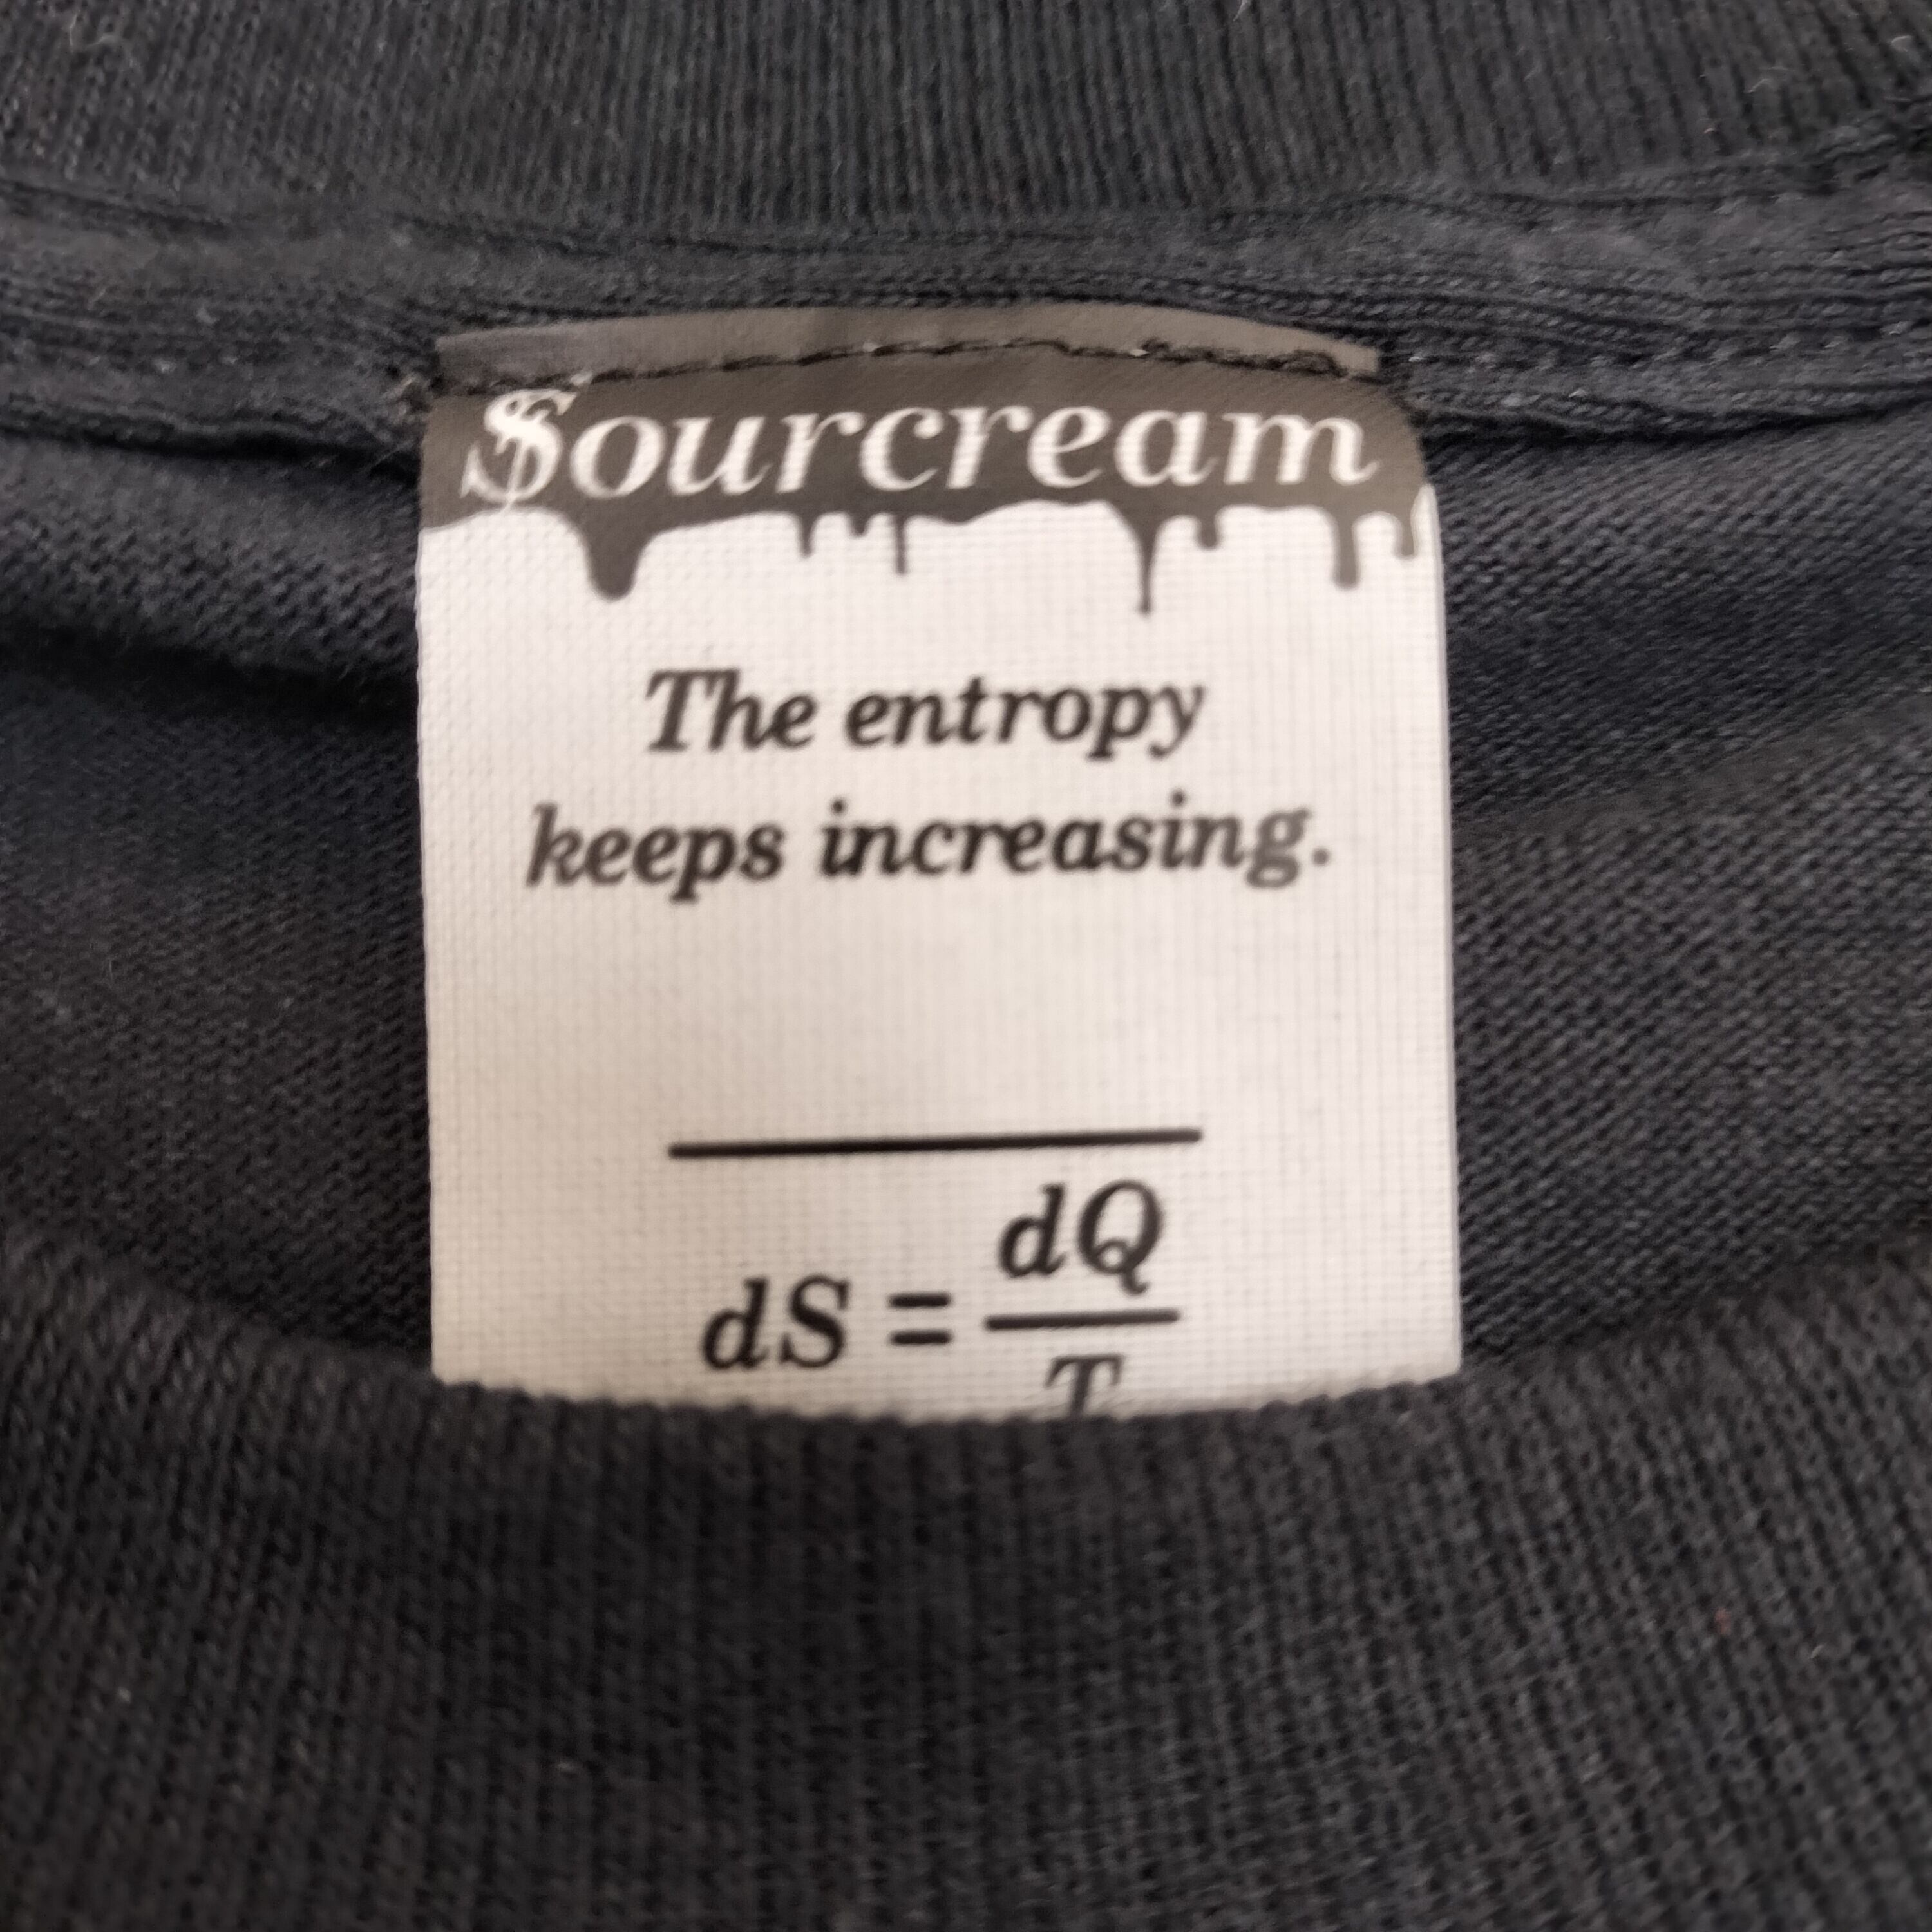 $ourcream
The entropy
keeps increasing.
dS = dQ/T